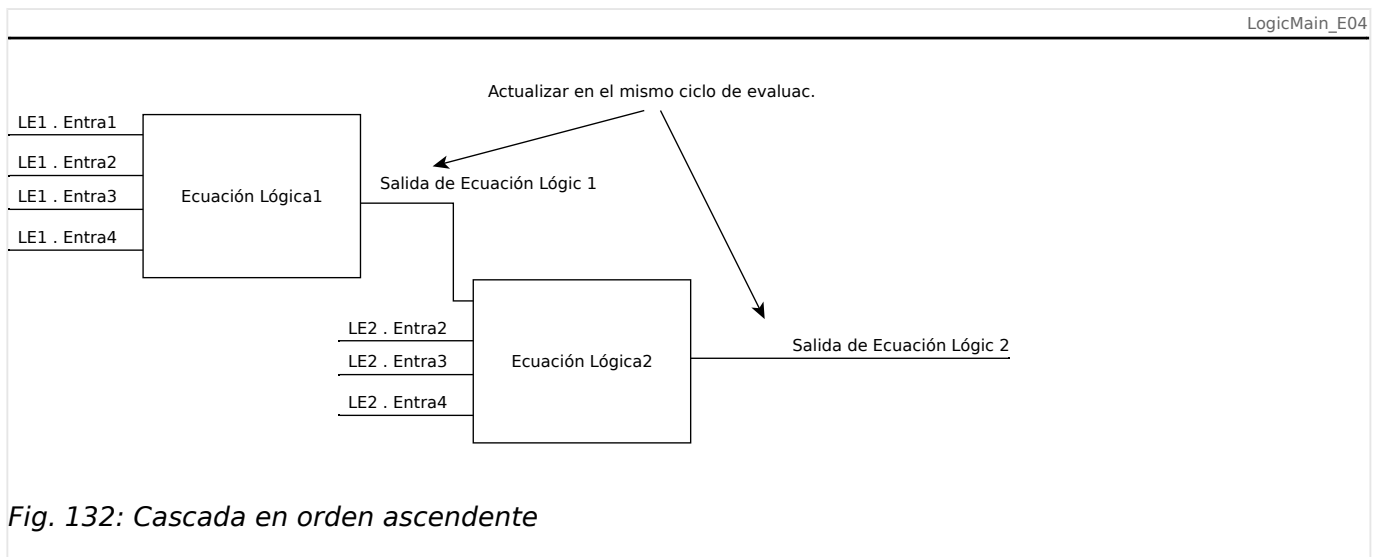 LogicMain_E04
Actualizar en el mismo ciclo de evaluac.
LE1 . Entra1
LE1 . Entra2
LE1 . Entra3
LE1 . Entra4
Ecuación Lógica1
Salida de Ecuación Lógic 1
LE2 . Entra2
LE2 . Entra3
LE2 . Entra4
Ecuación Lógica2
Salida de Ecuación Lógic 2
Fig. 132: Cascada en orden ascendente